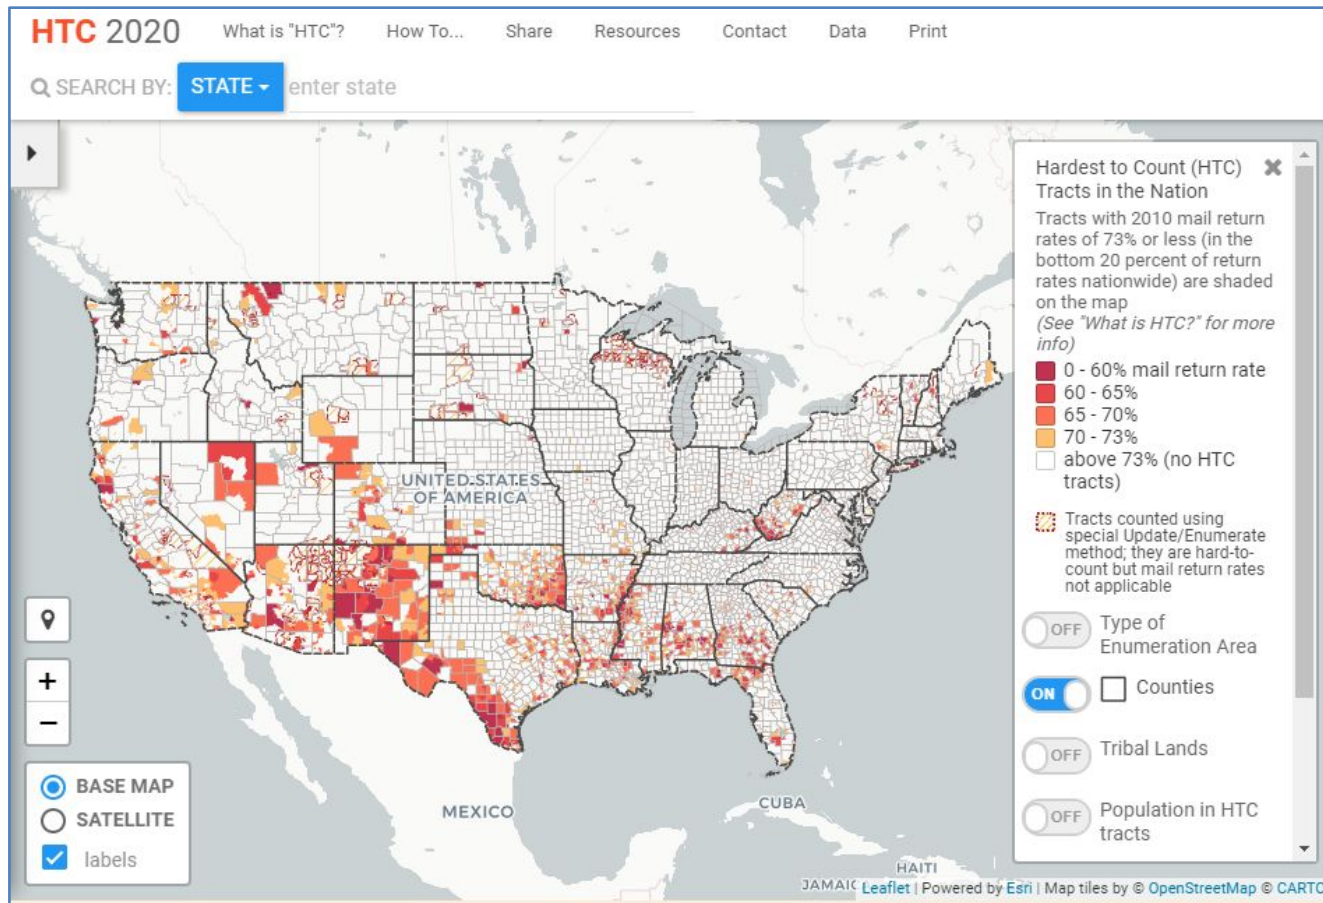 HTC 2020 What is "HTC"? How To... Share Resources Contact Data Print
SEARCH BY: STATE enter state
Hardest to Count (HTC)
Tracts in the Nation
Tracts with 2010 mail return
rates of 73% or less (in the
bottom 20 percent of return
rates nationwide) are shaded
on the map
(See "What is HTC?" for more
info)
0 - 60% mail return rate
60 - 65%
65 - 70%
70 - 73%
above 73% (no HTC
tracts)
Tracts counted using
special Update/Enumerate
method; they are hard-to-
count but mail return rates
not applicable
OFF Type of
Enumeration Area
ON Counties
OFF Tribal Lands
OFF Population in HTC
tracts
UNITED STATES
OF AMERICA
MEXICO
CUBA
HAITI
JAMAIC
+
−
BASE MAP
SATELLITE
labels
Leaflet | Powered by Esri | Map tiles by © OpenStreetMap © CARTO